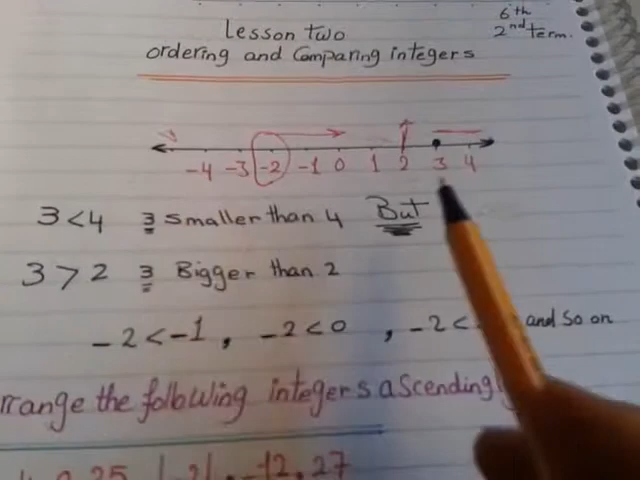 6th
2nd term.
Lesson two
ordering and Comparing integers
-4 -3 -2 -1 0 1 2 3 4
3 < 4 3 smaller than 4 But
3 > 2 3 Bigger than 2
-2 < -1 , -2 < 0 , -2 < and so on
the following integers
25 , |-2| , -12 , 27